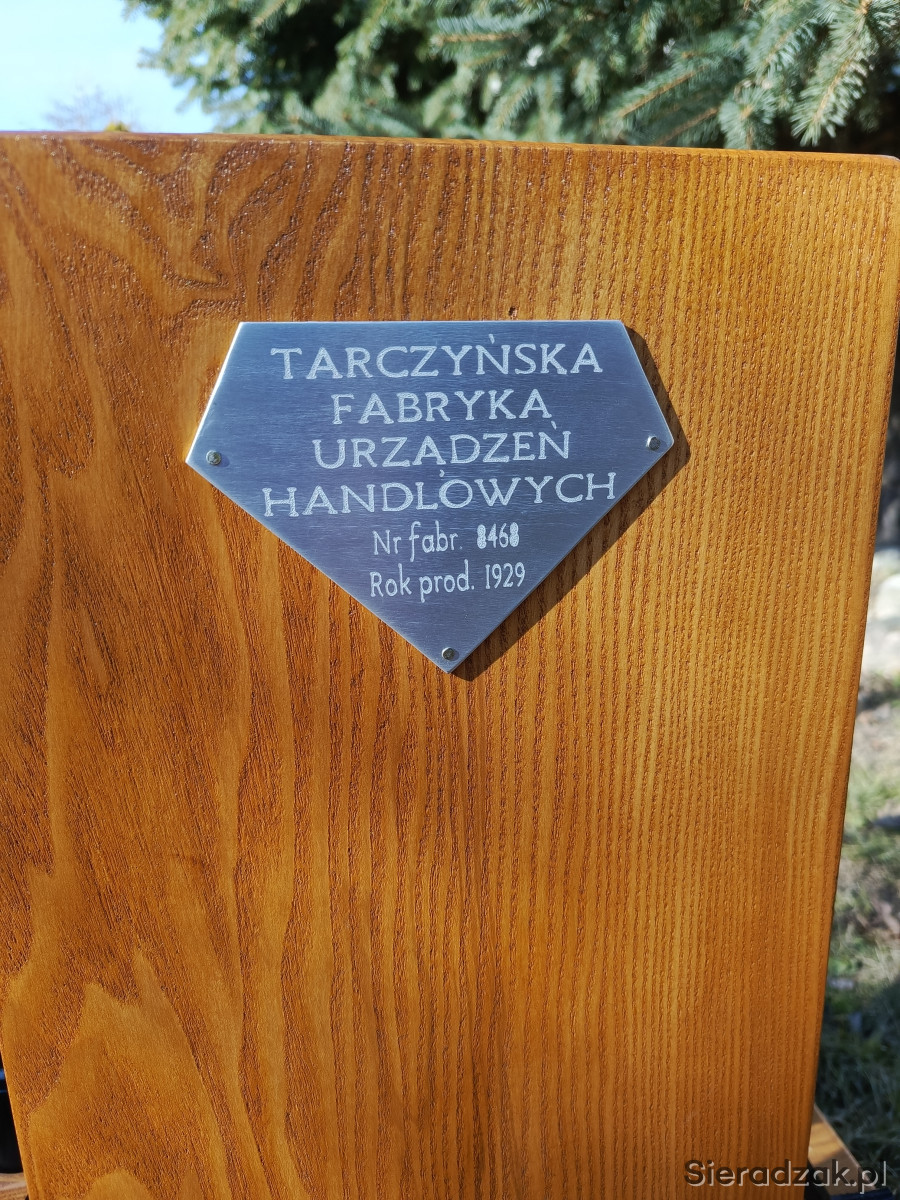 TARCZYŃSKA
FABRYKA
URZĄDZEŃ
HANDLOWYCH
Nr fabr. 8468
Rok prod. 1929
Sieradzak.pl